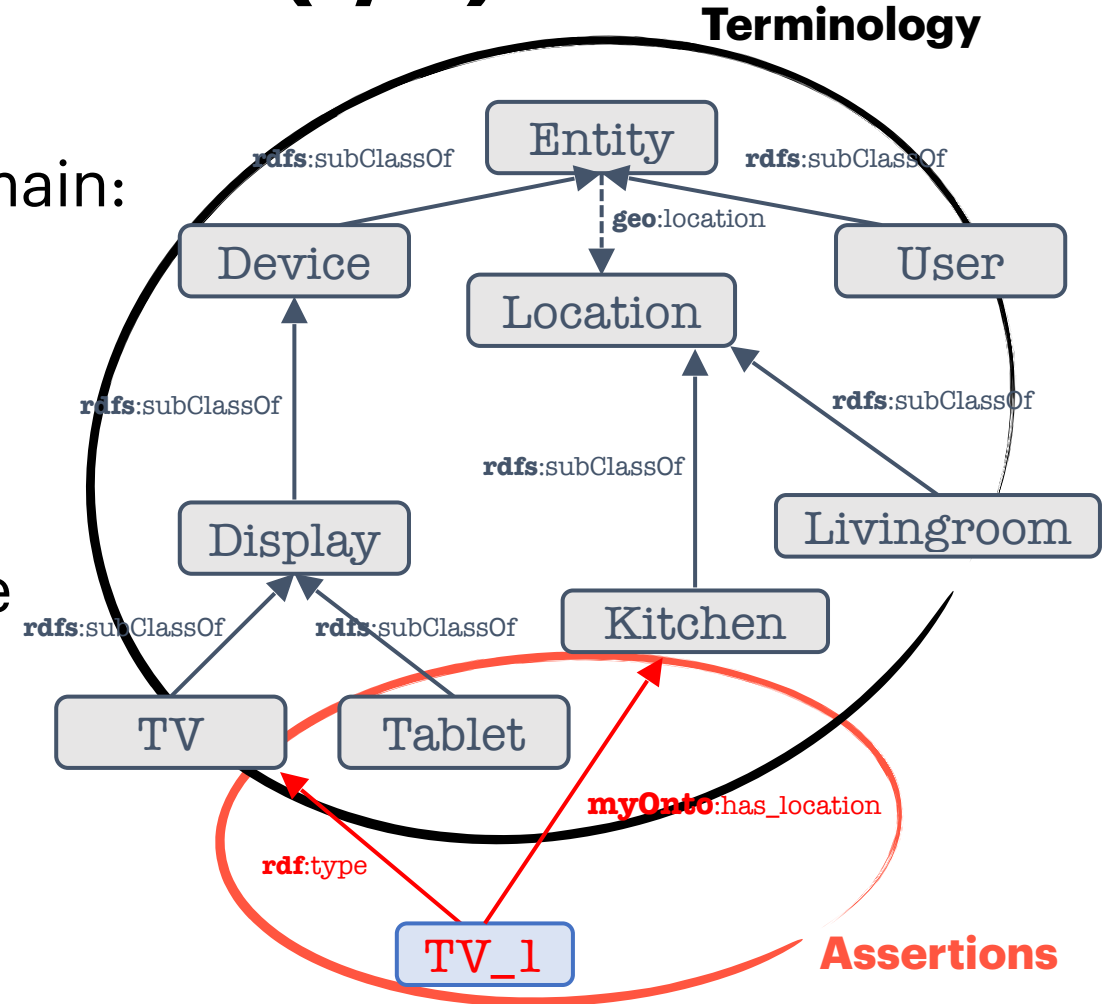 Terminology
Entity
rdfs:subClassOf
rdfs:subClassOf
main:
geo:location
Device
User
Location
rdfs:subClassOf
rdfs:subClassOf
rdfs:subClassOf
Display
Livingroom
e
Kitchen
rdfs:subClassOf
rdfs:subClassOf
TV
Tablet
myOnto:has_location
rdf:type
TV_1
Assertions